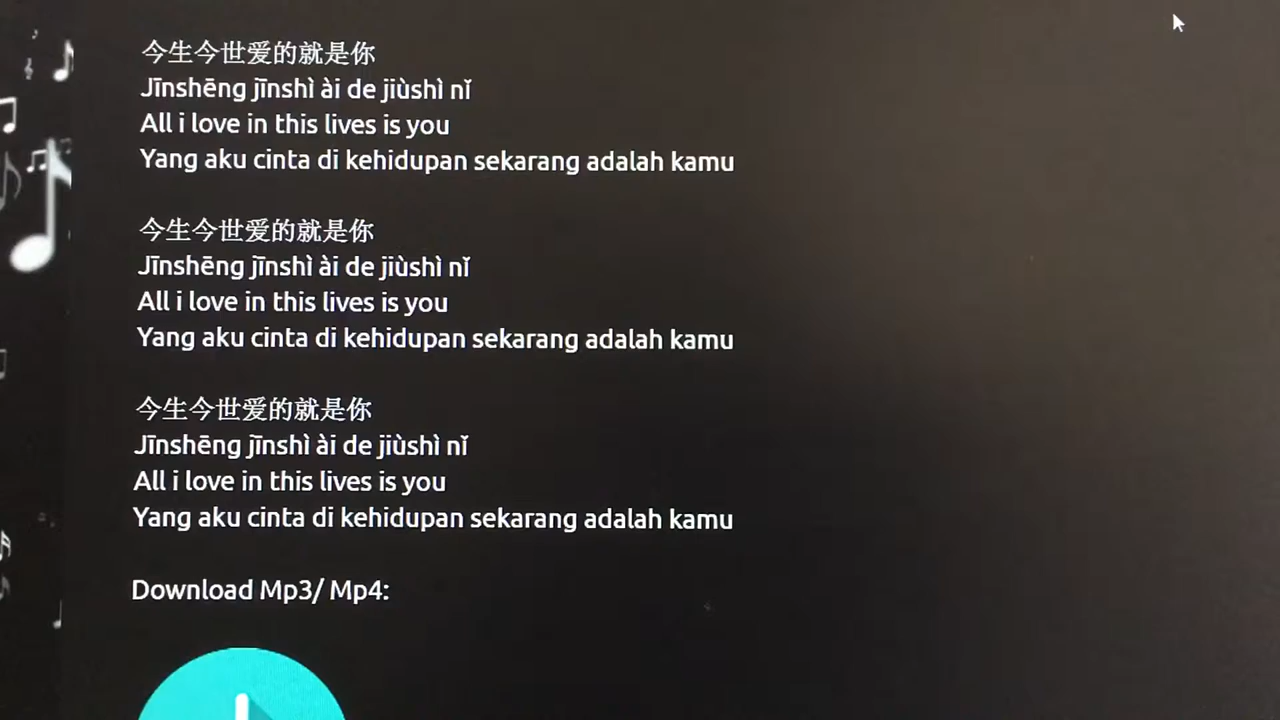 今生今世爱的就是你
Jīnshēng jīnshì ài de jiùshì nǐ
All i love in this lives is you
Yang aku cinta di kehidupan sekarang adalah kamu
今生今世爱的就是你
Jīnshēng jīnshì ài de jiùshì nǐ
All i love in this lives is you
Yang aku cinta di kehidupan sekarang adalah kamu
今生今世爱的就是你
Jīnshēng jīnshì ài de jiùshì nǐ
All i love in this lives is you
Yang aku cinta di kehidupan sekarang adalah kamu
Download Mp3/ Mp4: